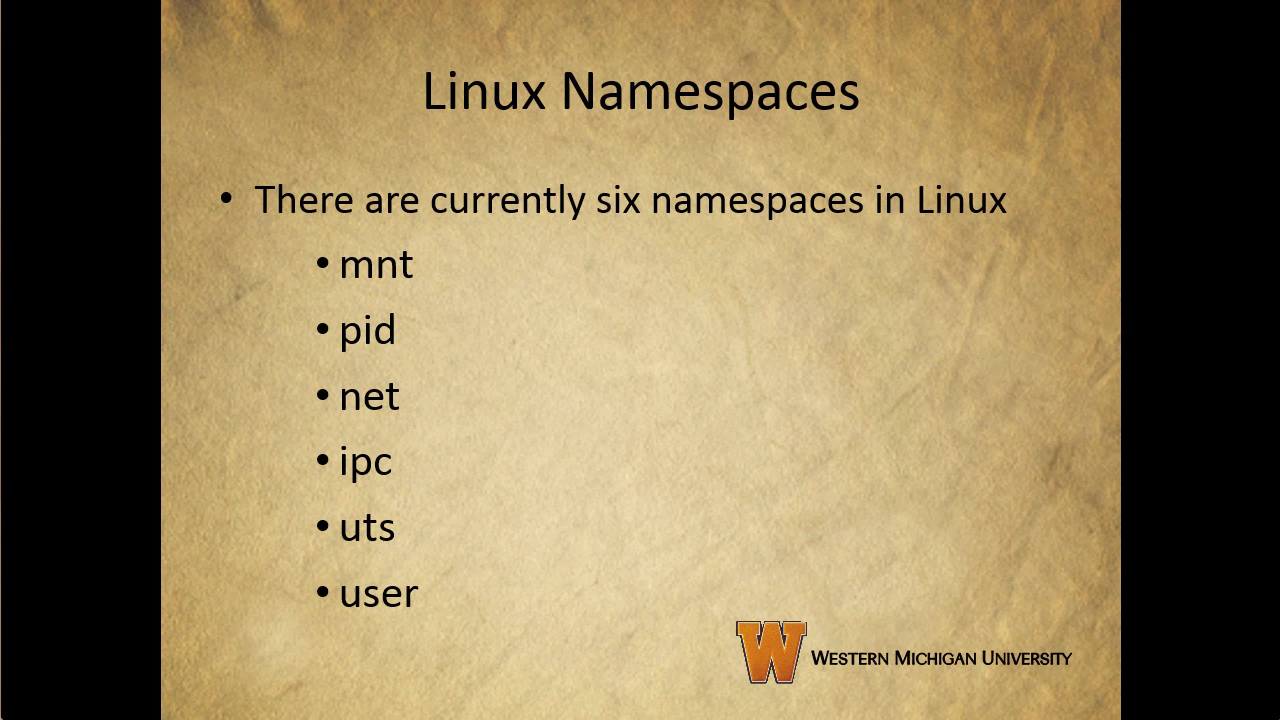 Linux Namespaces
• There are currently six namespaces in Linux
• mnt
• pid
• net
• ipc
• uts
• user
W WESTERN MICHIGAN UNIVERSITY